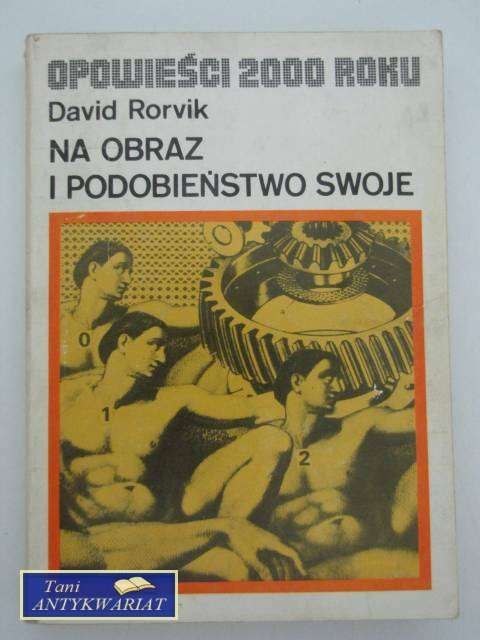 OPOWIEŚCI 2000 ROKU
David Rorvik
NA OBRAZ
I PODOBIEŃSTWO SWOJE
0
1
2
Tani
ANTYKWARIAT